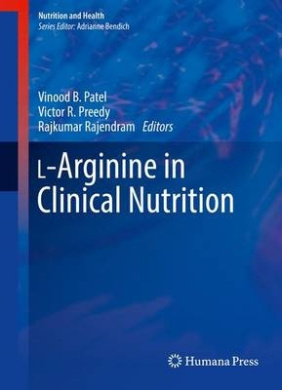 Nutrition and Health
Series Editor: Adrianne Bendich
Vinood B. Patel
Victor R. Preedy
Rajkumar Rajendram Editors
L-Arginine in
Clinical Nutrition
Humana Press